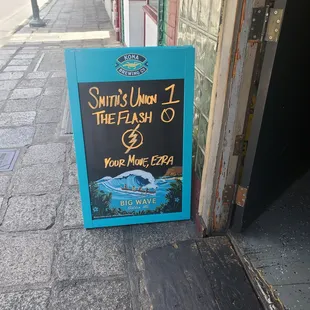 KONA
BREWING CO
SMITH'S UNION 1
THE FLASH 0
YOUR MOVE, EZRA
BIG WAVE